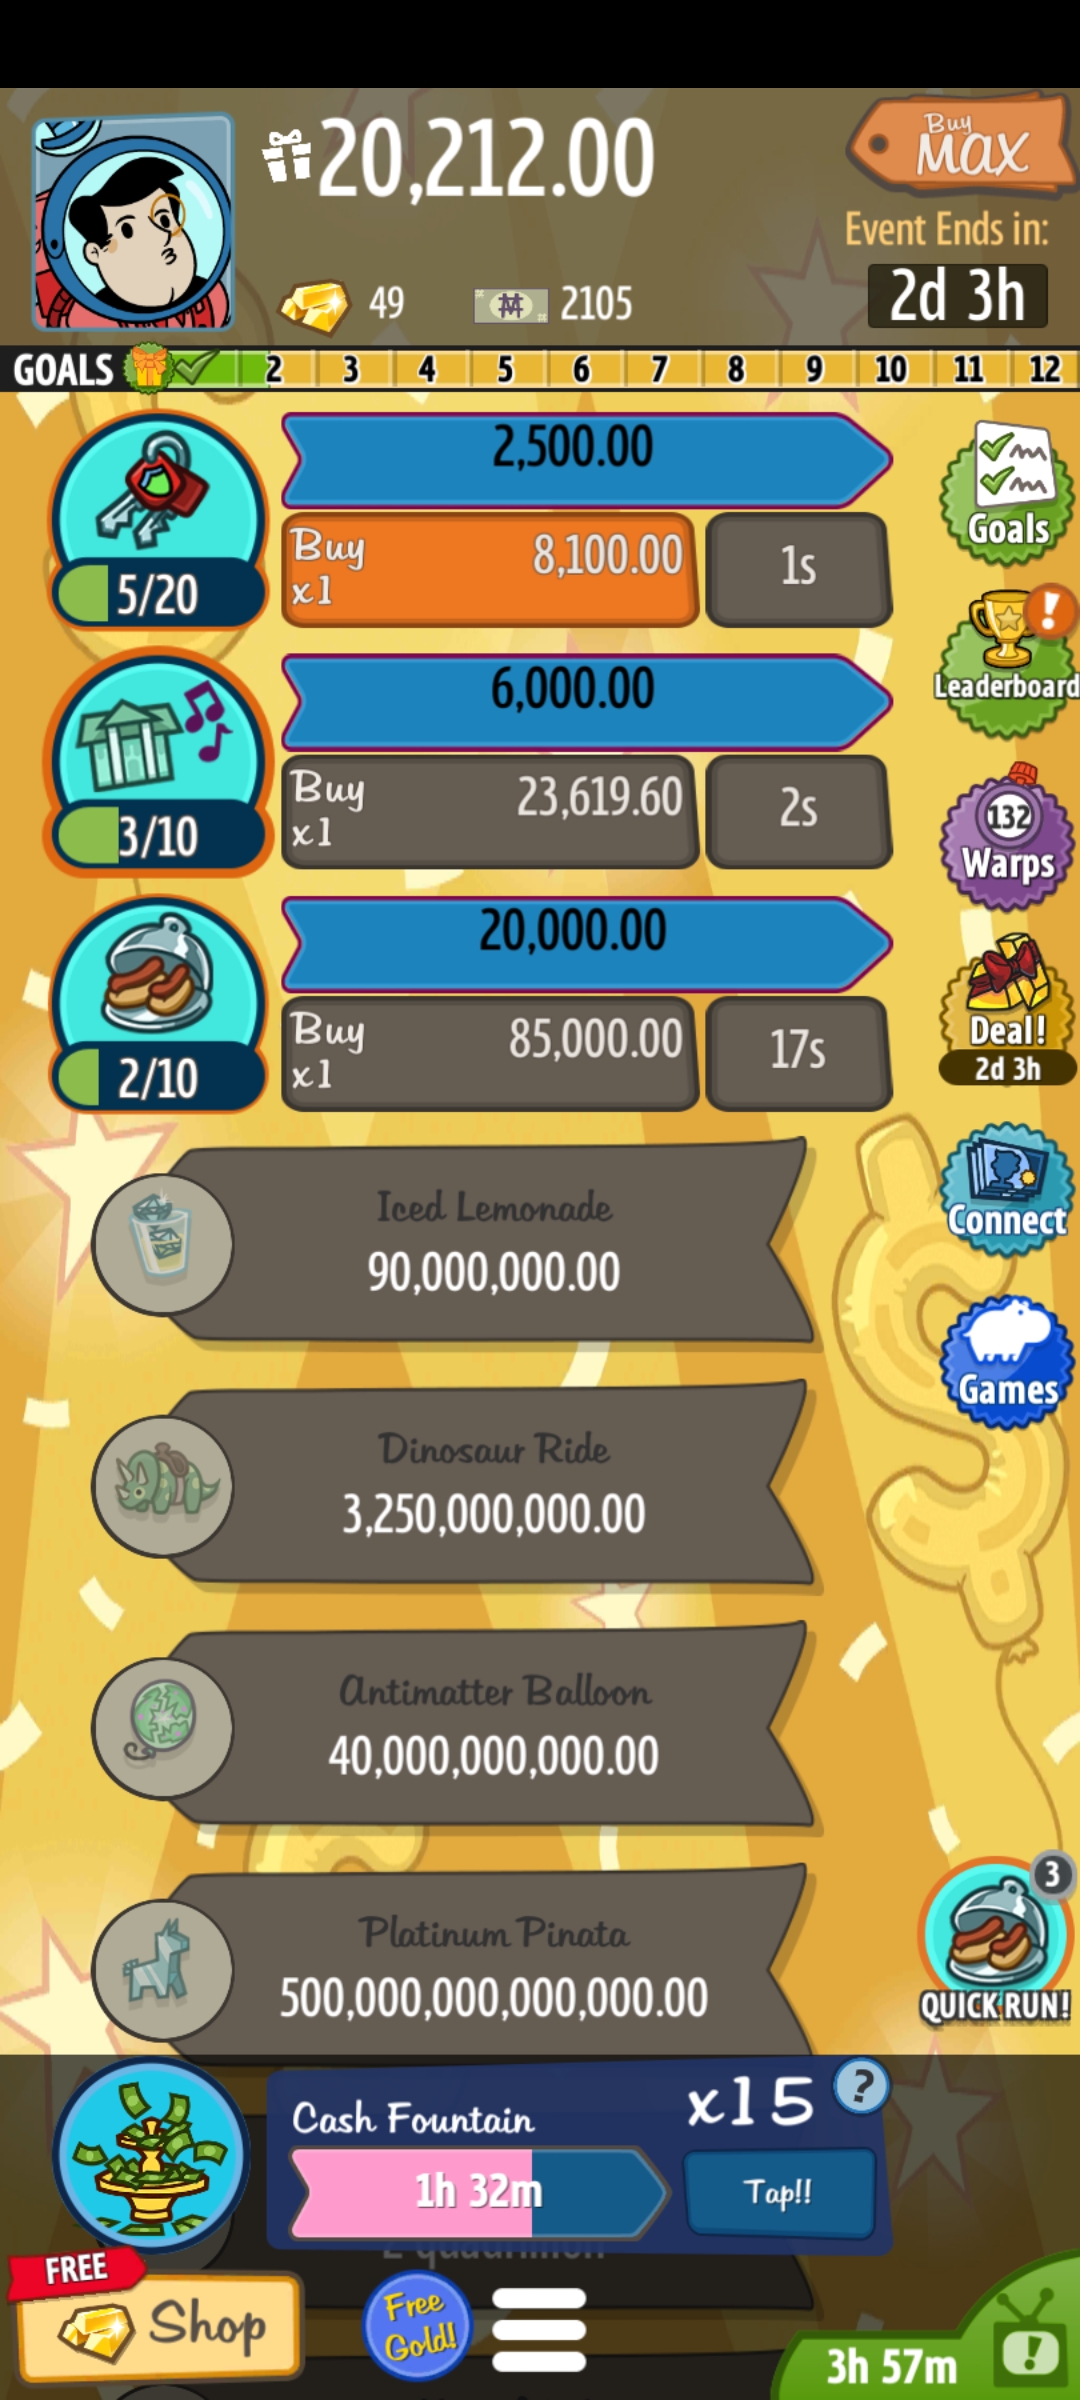 20,212.00
Buy
MAX
Event Ends in:
2d 3h
49
2105
GOALS 2 3 4 5 6 7 8 9 10 11 12
2,500.00
Buy
x1
8,100.00
1s
5/20
Goals
6,000.00
Buy
x1
23,619.60
2s
3/10
!
Leaderboard
132
Warps
20,000.00
Buy
x1
85,000.00
17s
2/10
Deal!
2d 3h
Iced Lemonade
90,000,000.00
Connect
Dinosaur Ride
3,250,000,000.00
Games
Antimatter Balloon
40,000,000,000.00
Platinum Pinata
500,000,000,000,000.00
3
QUICK RUN!
Cash Fountain
x15
?
1h 32m
Tap!!
2 quadrillion
FREE
Shop
Free
Gold!
3h 57m
!